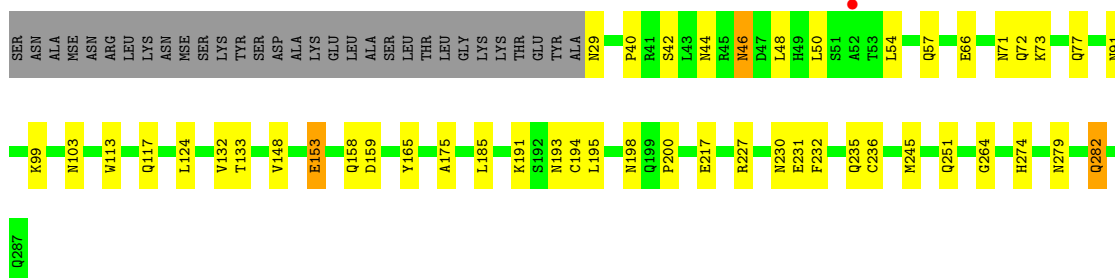 SER ASN ALA MSE ASN ARG LEU LYS ASN MSE SER LYS TYR SER ASP ALA LYS GLU LEU ALA SER LEU THR LEU GLY LYS LYS THR GLU TYR ALA N29 P40 R41 S42 L43 N44 R45 N46 D47 L48 H49 L50 S51 A52 T53 L54 Q57 E66 N71 Q72 K73 Q77 N91
K99 N103 W113 Q117 L124 V132 T133 V148 E153 Q158 D159 Y165 A175 L185 K191 S192 N193 C194 L195 N198 Q199 P200 E217 R227 N230 E231 F232 Q235 C236 M245 Q251 G264 H274 N279 Q282
Q287